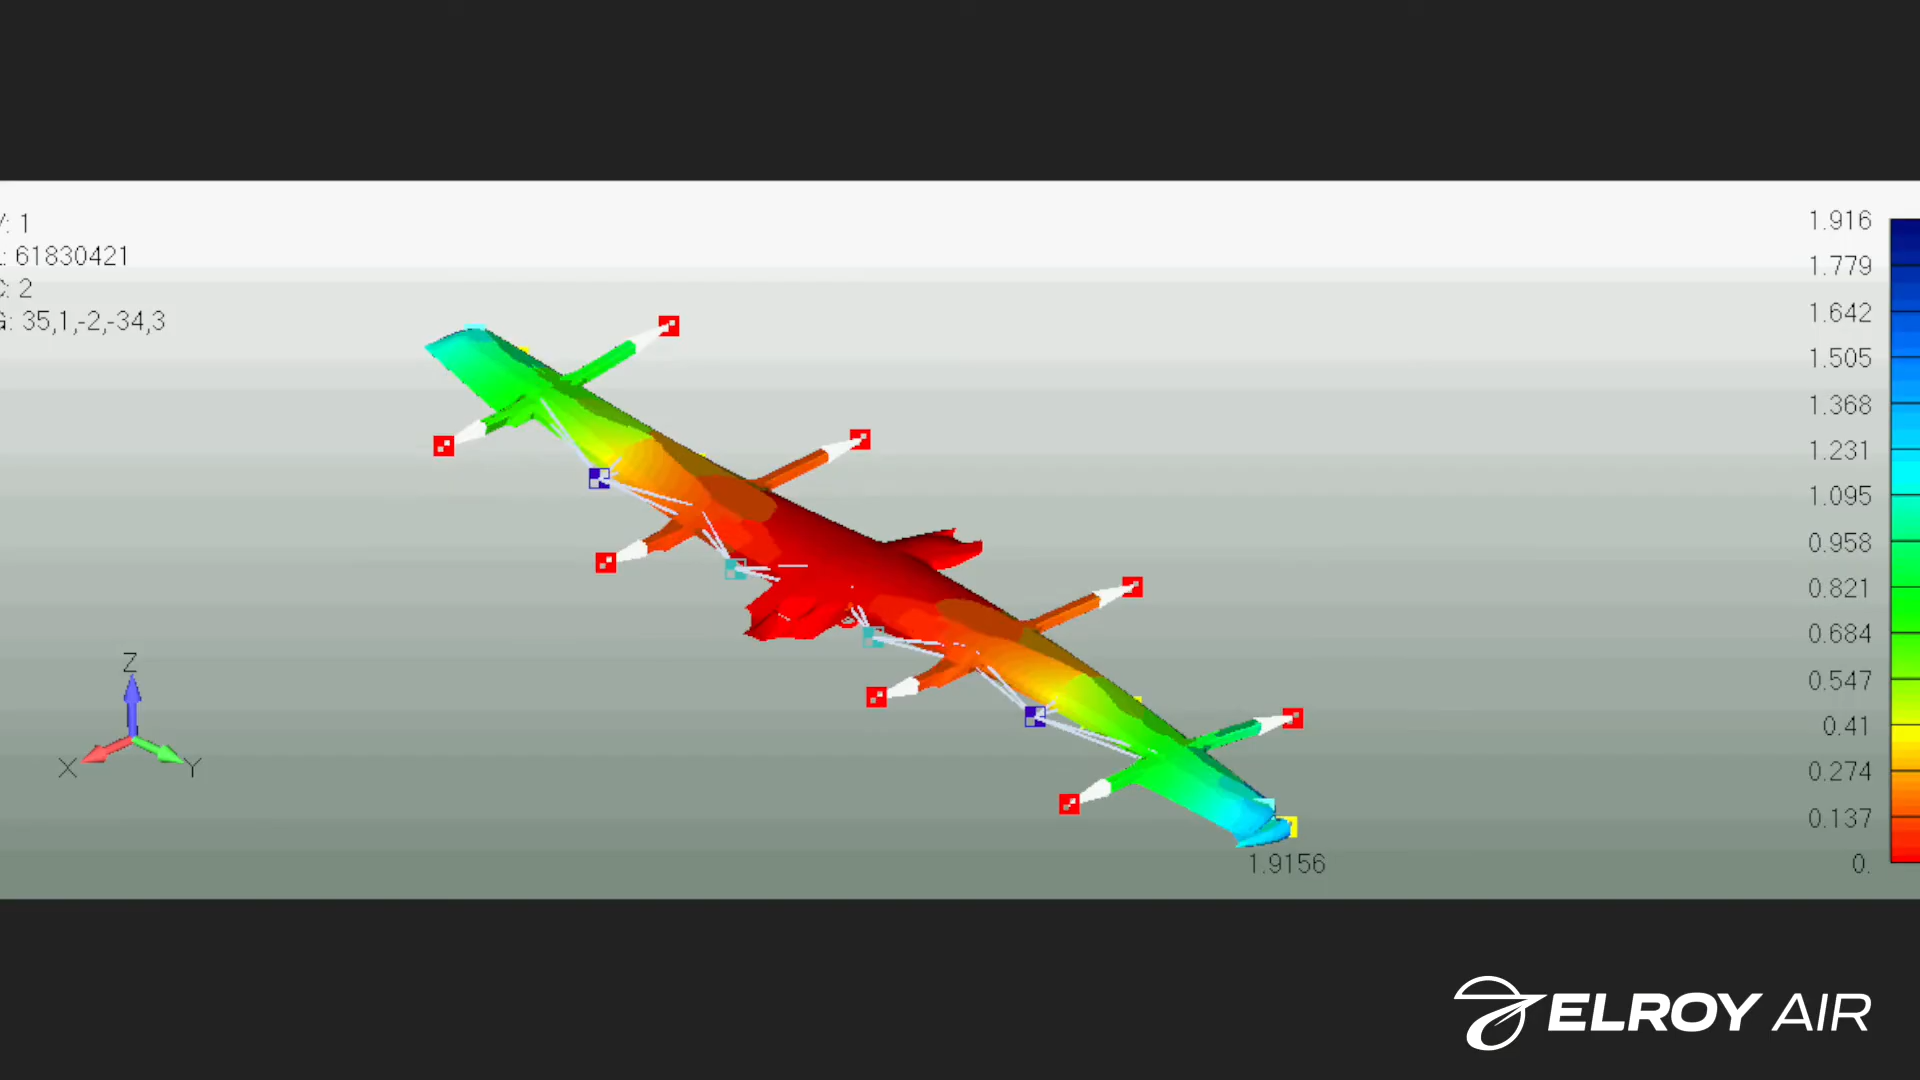 V: 1
L: 61830421
C: 2
G: 35,1,-2,-34,3
1.916
1.779
1.642
1.505
1.368
1.231
1.095
0.958
0.821
0.684
0.547
0.41
0.274
0.137
0.
Z
X
Y
1.9156
ELROY AIR